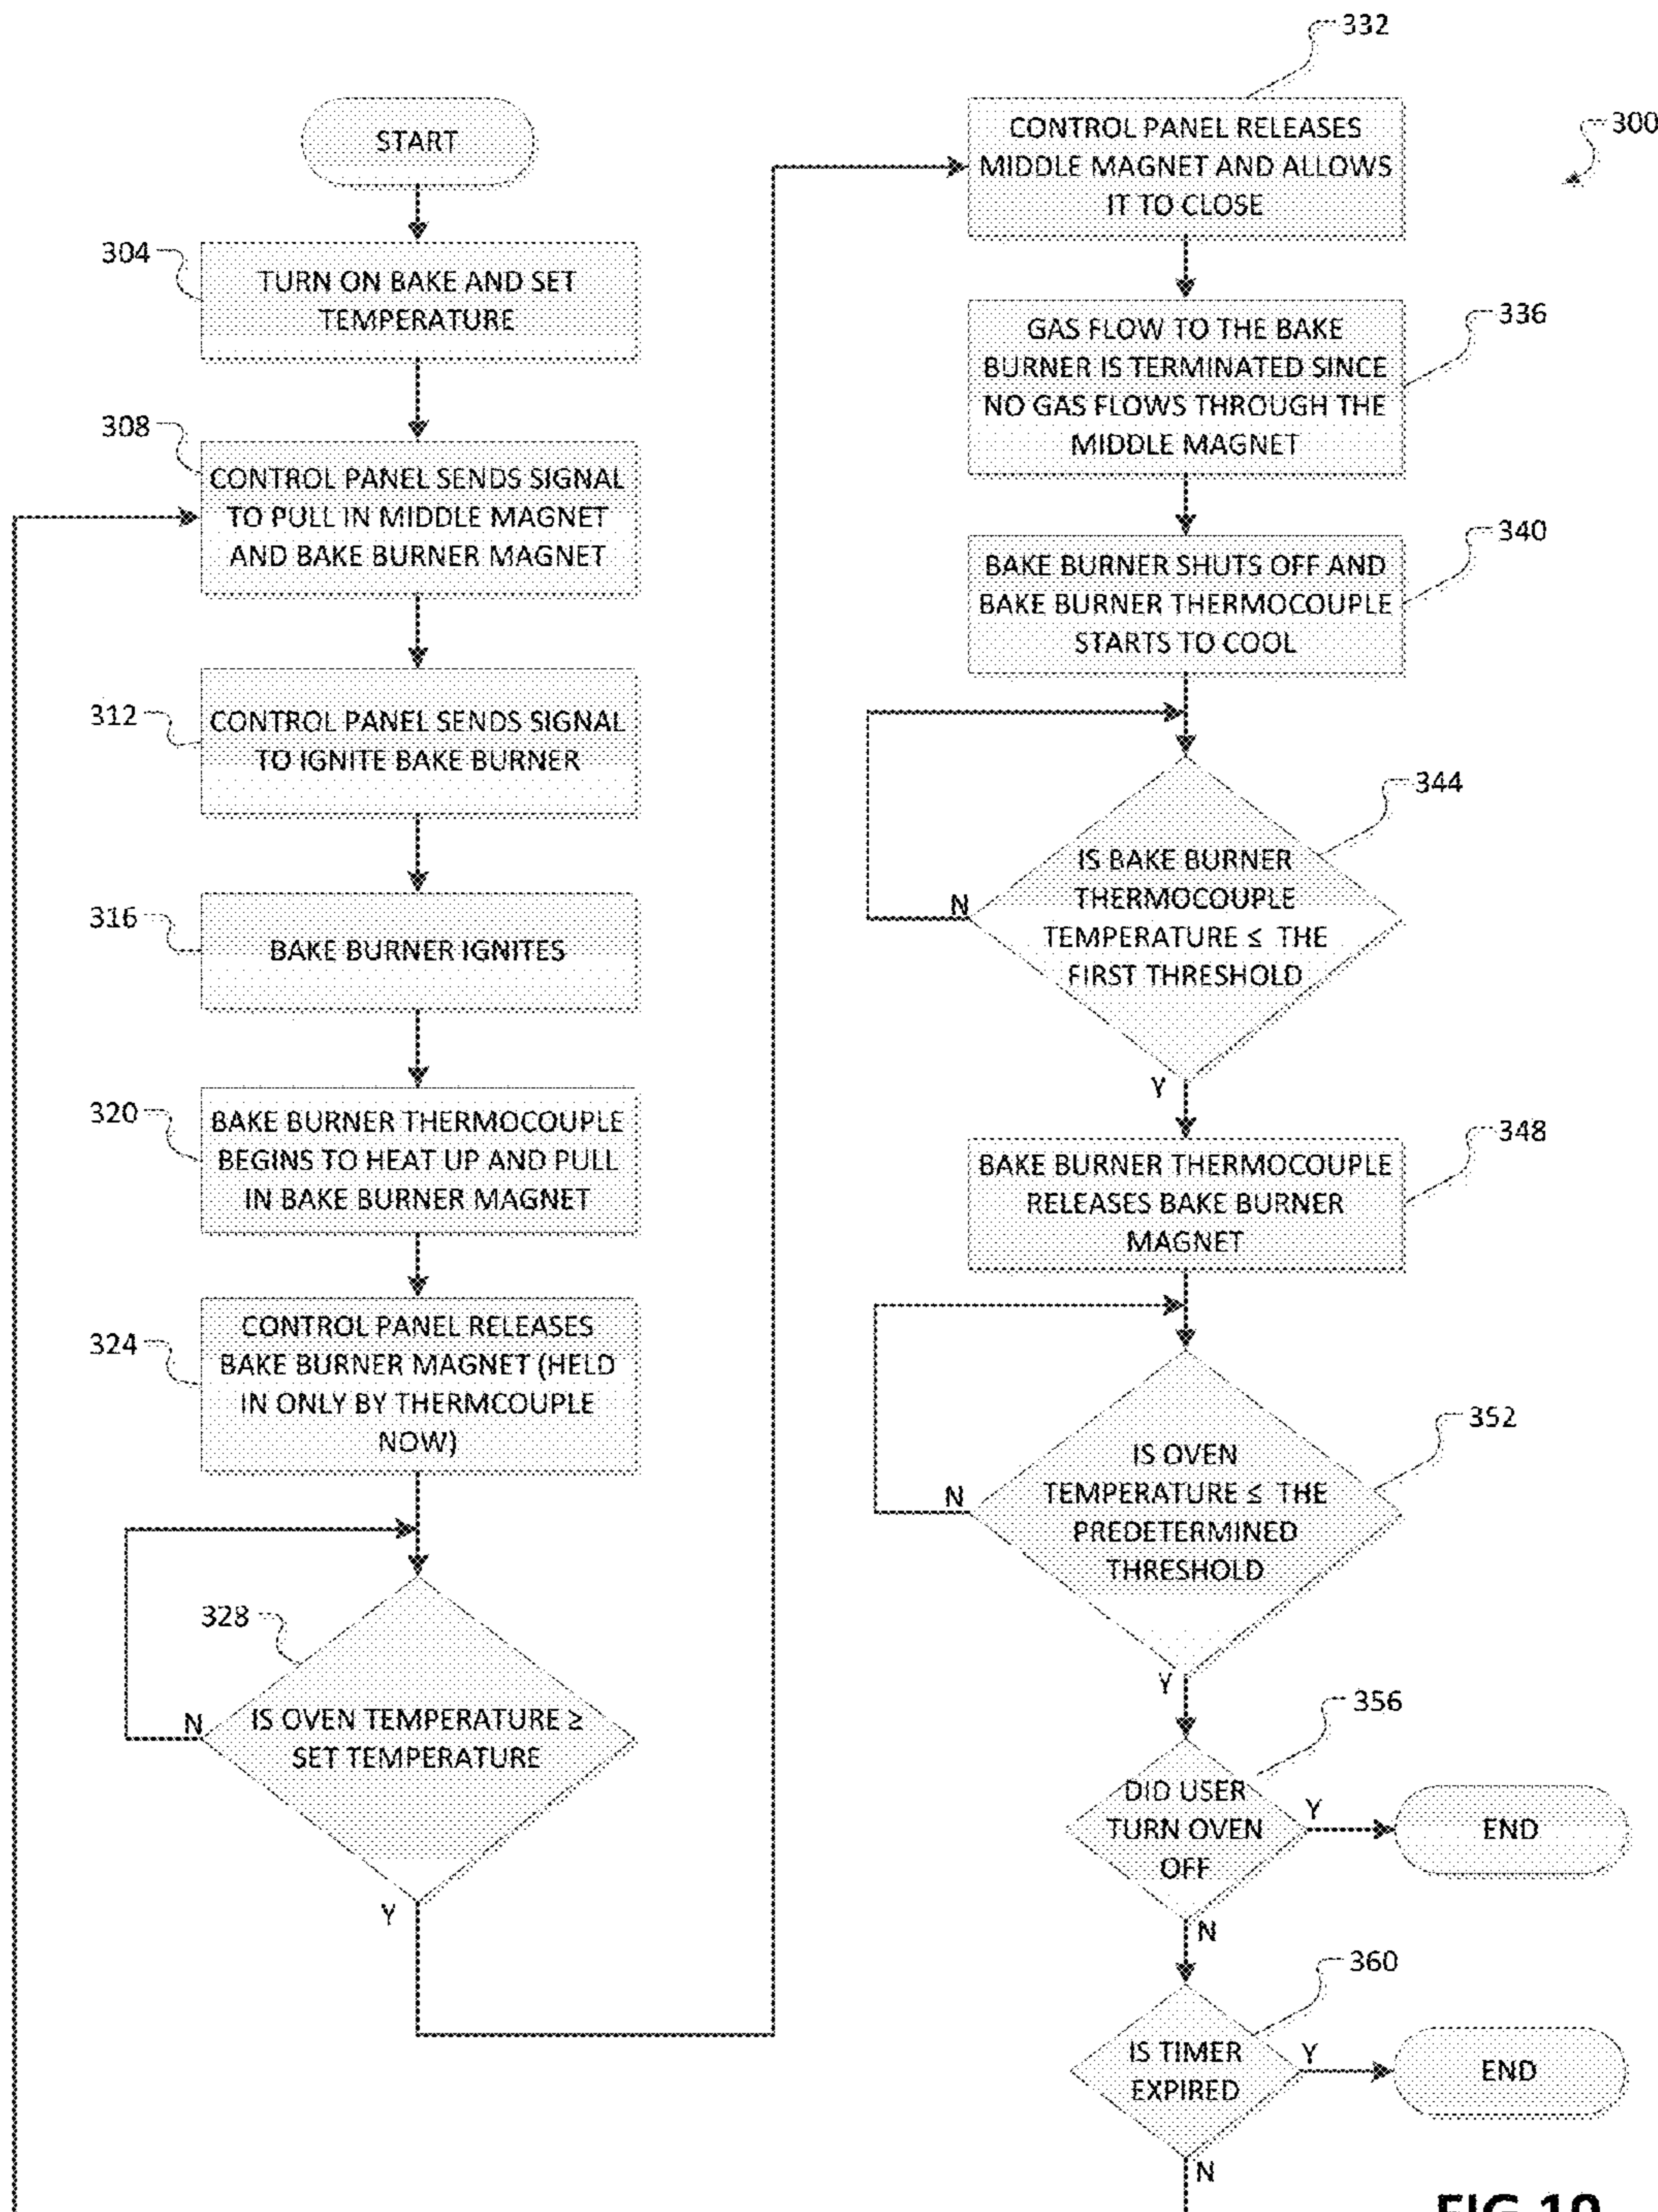 START
304
TURN ON BAKE AND SET
TEMPERATURE
308
CONTROL PANEL SENDS SIGNAL
TO PULL IN MIDDLE MAGNET
AND BAKE BURNER MAGNET
312
CONTROL PANEL SENDS SIGNAL
TO IGNITE BAKE BURNER
316
BAKE BURNER IGNITES
320
BAKE BURNER THERMOCOUPLE
BEGINS TO HEAT UP AND PULL
IN BAKE BURNER MAGNET
324
CONTROL PANEL RELEASES
BAKE BURNER MAGNET (HELD
IN ONLY BY THERMCOUPLE
NOW)
328
IS OVEN TEMPERATURE ≥
SET TEMPERATURE
N
Y
332
300
CONTROL PANEL RELEASES
MIDDLE MAGNET AND ALLOWS
IT TO CLOSE
336
GAS FLOW TO THE BAKE
BURNER IS TERMINATED SINCE
NO GAS FLOWS THROUGH THE
MIDDLE MAGNET
340
BAKE BURNER SHUTS OFF AND
BAKE BURNER THERMOCOUPLE
STARTS TO COOL
344
IS BAKE BURNER
THERMOCOUPLE
TEMPERATURE ≤ THE
FIRST THRESHOLD
N
Y
348
BAKE BURNER THERMOCOUPLE
RELEASES BAKE BURNER
MAGNET
352
IS OVEN
TEMPERATURE ≤ THE
PREDETERMINED
THRESHOLD
N
Y
356
DID USER
TURN OVEN
OFF
Y
END
N
360
IS TIMER
EXPIRED
Y
END
N
FIG 19